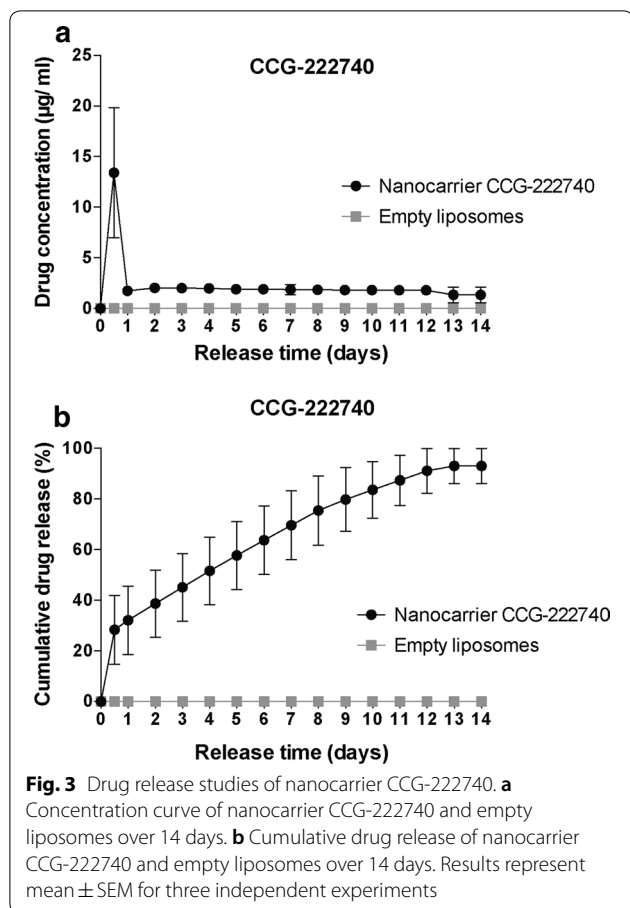 a
CCG-222740
Drug concentration (µg/ ml)
25
20
15
10
5
0
Nanocarrier CCG-222740
Empty liposomes
0 1 2 3 4 5 6 7 8 9 10 11 12 13 14
Release time (days)
b
CCG-222740
Cumulative drug release (%)
100
80
60
40
20
0
Nanocarrier CCG-222740
Empty liposomes
0 1 2 3 4 5 6 7 8 9 10 11 12 13 14
Release time (days)
Fig. 3 Drug release studies of nanocarrier CCG-222740. a
Concentration curve of nanocarrier CCG-222740 and empty
liposomes over 14 days. b Cumulative drug release of nanocarrier
CCG-222740 and empty liposomes over 14 days. Results represent
mean ± SEM for three independent experiments